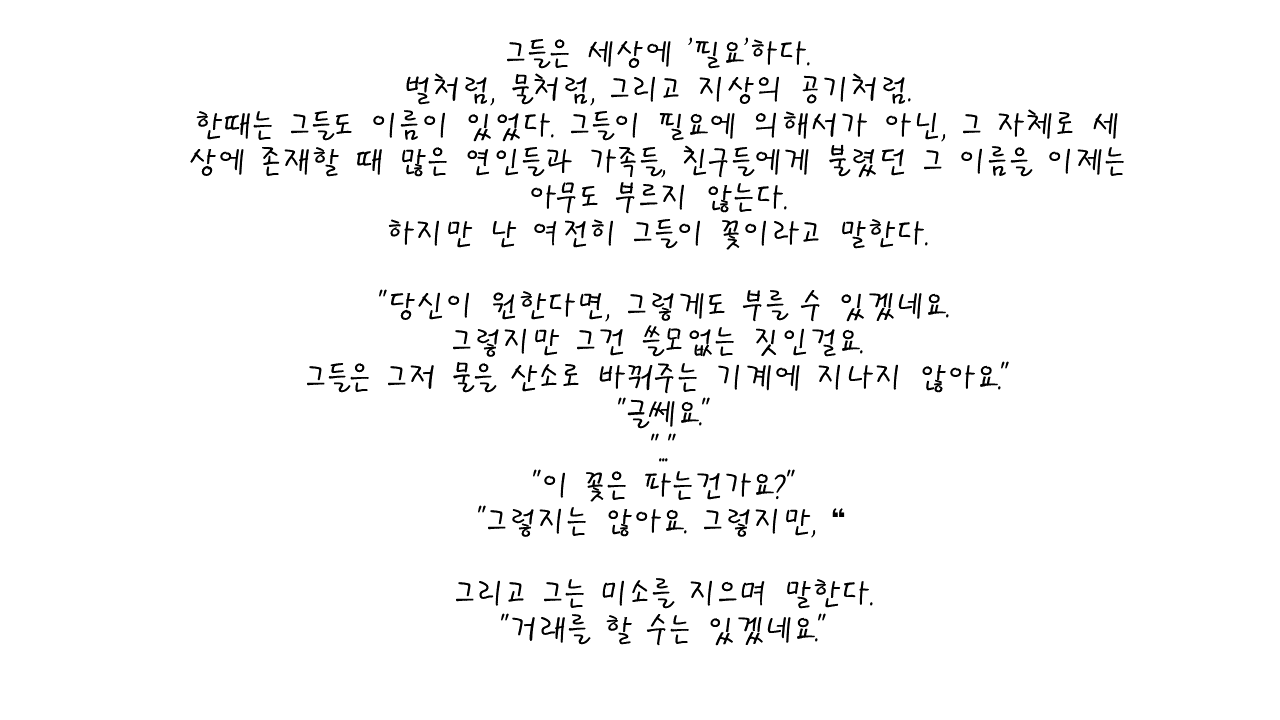 그들은 세상에 '필요'하다.
벌처럼, 물처럼, 그리고 지상의 공기처럼.
한때는 그들도 이름이 있었다. 그들이 필요에 의해서가 아닌, 그 자체로 세
상에 존재할 때 많은 연인들과 가족들, 친구들에게 불렸던 그 이름을 이제는
아무도 부르지 않는다.
하지만 난 여전히 그들이 꽃이라고 말한다.
"당신이 원한다면, 그렇게도 부를 수 있겠네요.
그렇지만 그건 쓸모없는 짓인걸요.
그들은 그저 물을 산소로 바꿔주는 기계에 지나지 않아요."
"글쎄요."
" "
...
"이 꽃은 파는건가요?"
"그렇지는 않아요. 그렇지만, ❝
그리고 그는 미소를 지으며 말한다.
"거래를 할 수는 있겠네요."